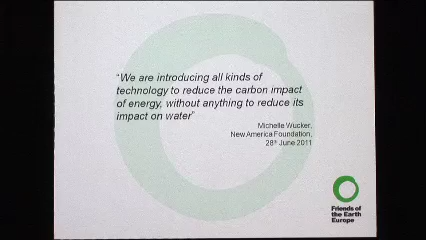 "We are introducing all kinds of
technology to reduce the carbon impact
of energy, without anything to reduce its
impact on water"
Michelle Wucker,
New America Foundation,
28th June 2011
Friends of
the Earth
Europe